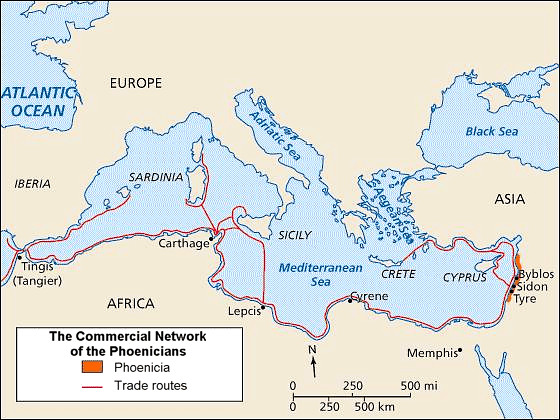 EUROPE
ATLANTIC
OCEAN
Adriatic Sea
Black Sea
IBERIA
SARDINIA
ASIA
Aegean Sea
SICILY
Carthage
Mediterranean
Sea
CRETE
CYPRUS
Byblos
Sidon
Tyre
Tingis
(Tangier)
AFRICA
Lepcis
Cyrene
Memphis
The Commercial Network
of the Phoenicians
Phoenicia
Trade routes
N
0 250 500 mi
0 250 500 km